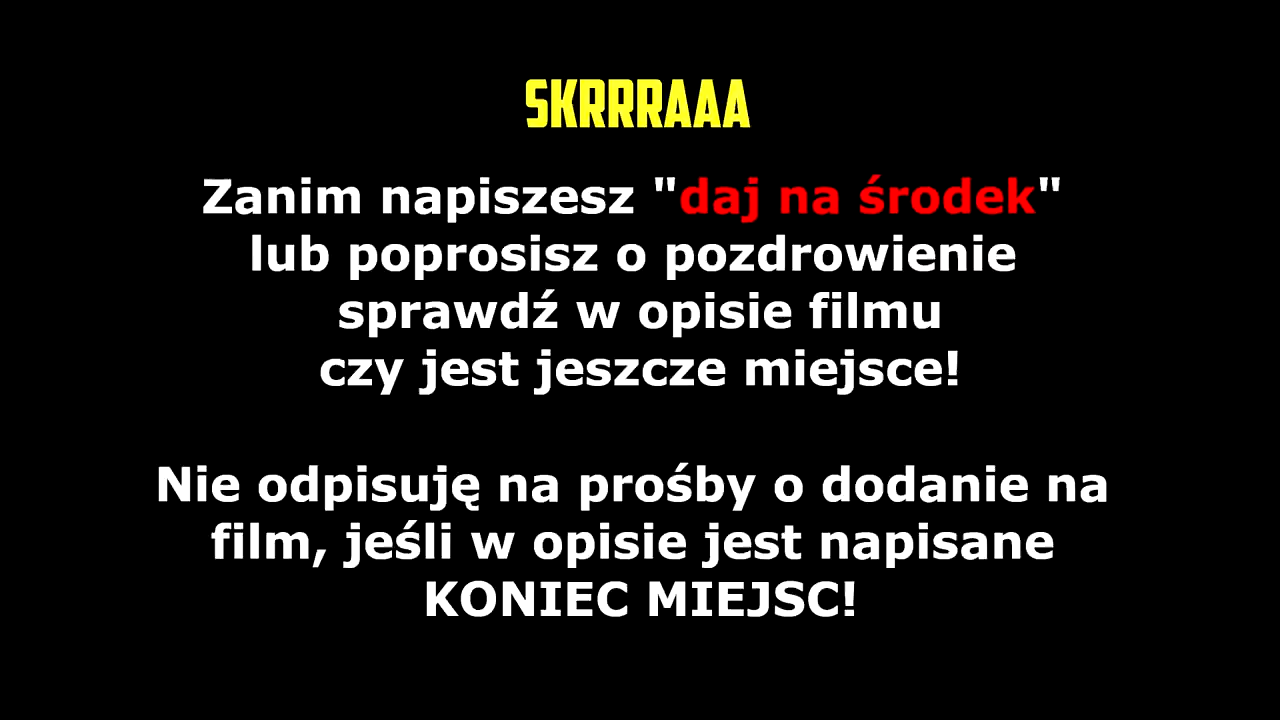 SKRRRAAA
Zanim napiszesz "daj na środek"
lub poprosisz o pozdrowienie
sprawdź w opisie filmu
czy jest jeszcze miejsce!
Nie odpisuję na prośby o dodanie na
film, jeśli w opisie jest napisane
KONIEC MIEJSC!